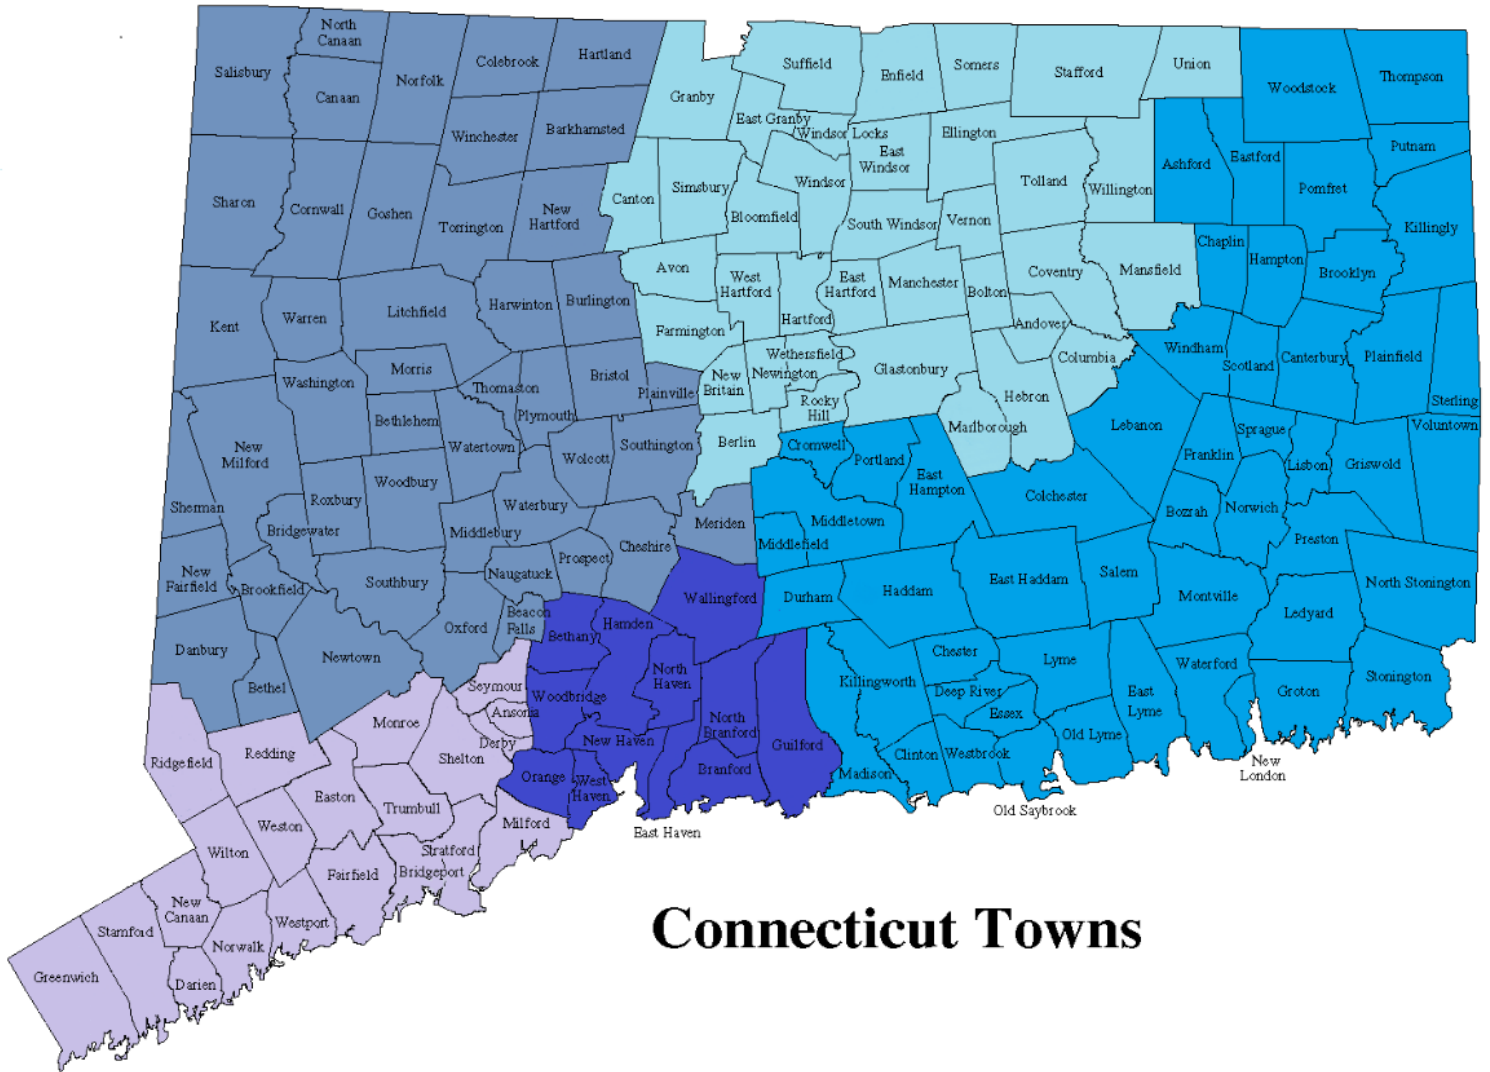 North
Canaan
Salisbury
Canaan
Norfolk
Colebrook
Hartland
Winchester
Barkhamsted
Granby
Suffield
Enfield
Somers
Stafford
Union
Woodstock
Thompson
East Granby
Windsor Locks
East
Windsor
Ellington
Ashford
Eastford
Putnam
Pomfret
Sharon
Cornwall
Goshen
Torrington
New
Hartford
Canton
Simsbury
Windsor
Bloomfield
South Windsor
Vernon
Tolland
Willington
Killingly
Kent
Warren
Litchfield
Harwinton
Burlington
Avon
West
Hartford
Hartford
East
Hartford
Manchester
Bolton
Coventry
Mansfield
Chaplin
Hampton
Brooklyn
Farmington
Andover
Columbia
Washington
Morris
Thomaston
Plymouth
Bristol
Plainville
New
Britain
Newington
Wethersfield
Rocky
Hill
Glastonbury
Hebron
Marlborough
Windham
Scotland
Canterbury
Plainfield
Sterling
Voluntown
Bethlehem
Watertown
Wolcott
Southington
Berlin
Cromwell
Portland
East
Hampton
Lebanon
Franklin
Sprague
Lisbon
Griswold
New
Milford
Sherman
Roxbury
Woodbury
Bridgewater
Middlebury
Waterbury
Meriden
Cheshire
Prospect
Naugatuck
Middletown
Middlefield
Colchester
Bozrah
Norwich
Preston
New
Fairfield
Brookfield
Southbury
Oxford
Beacon
Falls
Bethany
Hamden
Wallingford
Durham
Haddam
East Haddam
Salem
Montville
Ledyard
North Stonington
Danbury
Bethel
Newtown
Seymour
Ansonia
Derby
Woodbridge
North
Haven
New Haven
North
Branford
Branford
Guilford
Killingworth
Chester
Deep River
Essex
Lyme
East
Lyme
Old Lyme
Waterford
Groton
Stonington
New
London
Ridgefield
Redding
Monroe
Shelton
Orange
West
Haven
East Haven
Madison
Clinton
Westbrook
Old Saybrook
Easton
Trumbull
Milford
Weston
Wilton
Stratford
Bridgeport
Fairfield
New
Canaan
Westport
Norwalk
Stamford
Darien
Greenwich
Connecticut Towns